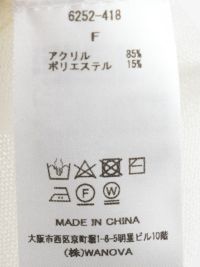 6252-418
F
アクリル 85%
ポリエステル 15%
F W
MADE IN CHINA
大阪市西区京町堀1-8-5明星ビル10階
(株)WANOVA